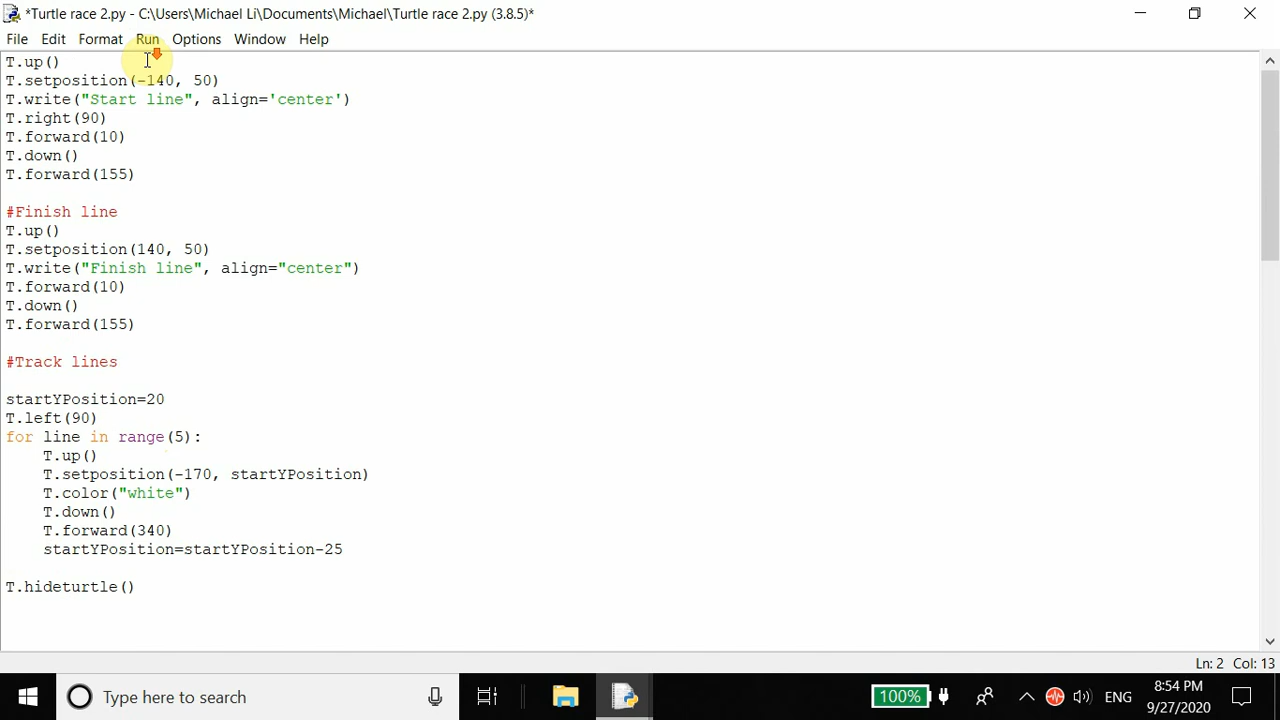 *Turtle race 2.py - C:\Users\Michael Li\Documents\Michael\Turtle race 2.py (3.8.5)*
File Edit Format Run Options Window Help
T.up()
T.setposition(-140, 50)
T.write("Start line", align='center')
T.right(90)
T.forward(10)
T.down()
T.forward(155)
#Finish line
T.up()
T.setposition(140, 50)
T.write("Finish line", align="center")
T.forward(10)
T.down()
T.forward(155)
#Track lines
startYPosition=20
T.left(90)
for line in range(5):
    T.up()
    T.setposition(-170, startYPosition)
    T.color("white")
    T.down()
    T.forward(340)
    startYPosition=startYPosition-25
T.hideturtle()
Ln: 2 Col: 13
Type here to search
100%
ENG
8:54 PM
9/27/2020